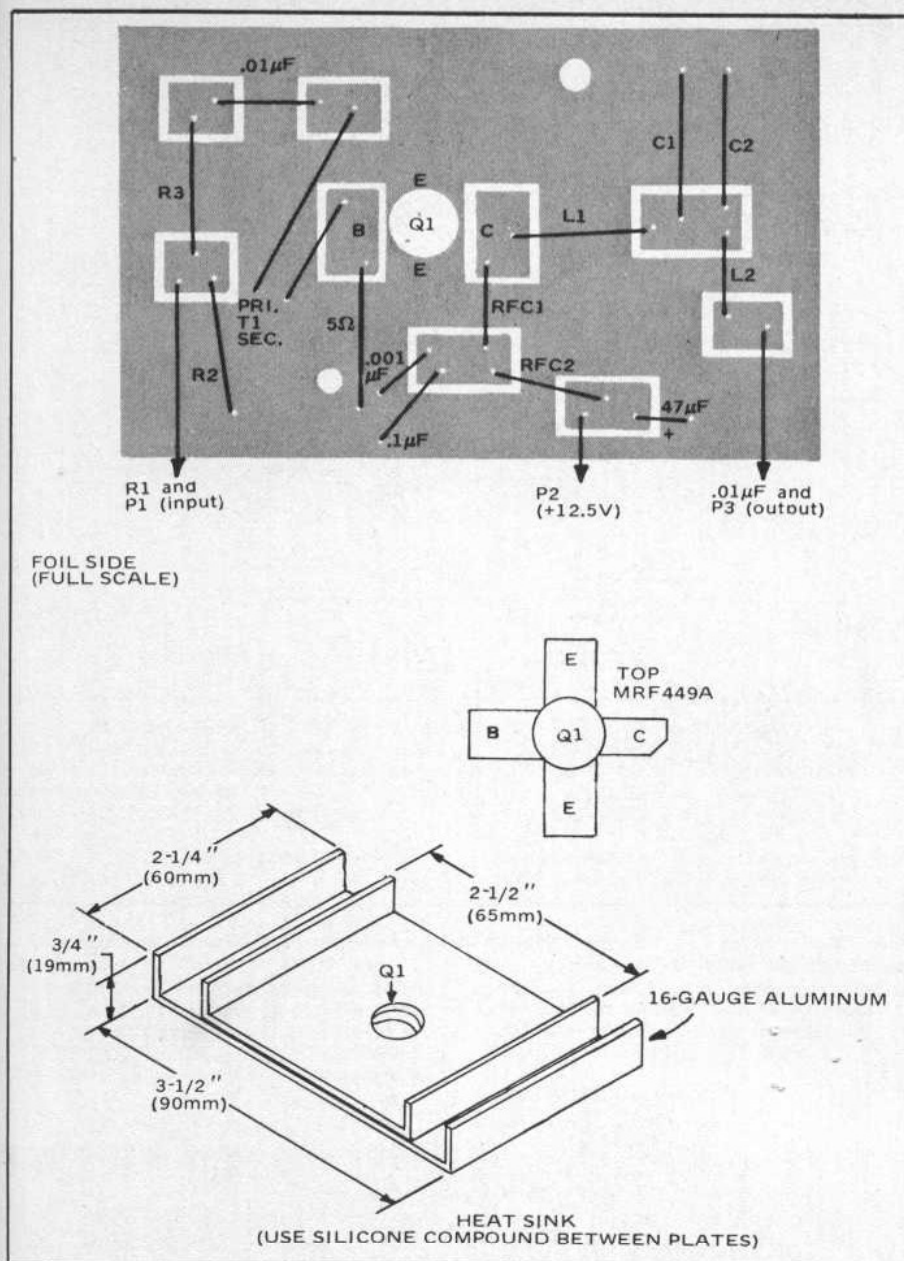 .01µF
C1
C2
R3
E
B
Q1
C
L1
E
L2
PRI.
T1
SEC.
5Ω
RFC1
R2
.001
µF
RFC2
.1µF
47µF
+
R1 and
P1 (input)
P2
(+12.5V)
.01µF and
P3 (output)
FOIL SIDE
(FULL SCALE)
E
TOP
MRF449A
B
Q1
C
E
2-1/4"
(60mm)
2-1/2"
(65mm)
3/4"
(19mm)
Q1
16-GAUGE ALUMINUM
3-1/2"
(90mm)
HEAT SINK
(USE SILICONE COMPOUND BETWEEN PLATES)